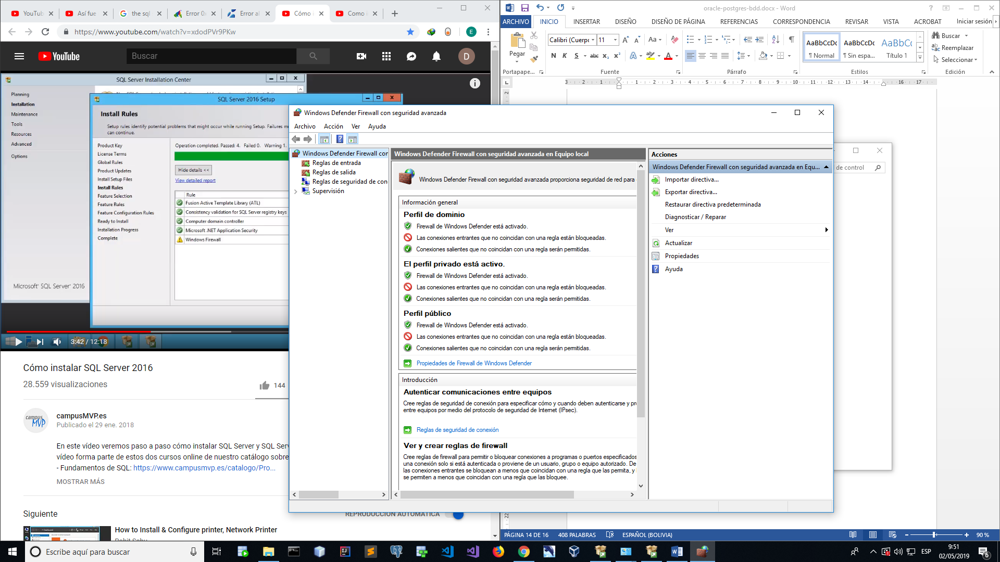 YouTub
Así fue
the sql
Error 0x
Error al
Cómo i
Como i
https://www.youtube.com/watch?v=xdodPVr9PKw
E
YouTube
Buscar
D
SQL Server Installation Center
Planning
Installation
Maintenance
Tools
Resources
Advanced
Options
Microsoft SQL Server 2016
SQL Server 2016 Setup
Install Rules
Setup rules identify potential problems that might occur while running Setup. Failures m
can continue.
Product Key
License Terms
Global Rules
Product Updates
Install Setup Files
Install Rules
Feature Selection
Feature Rules
Feature Configuration Rules
Ready to Install
Installation Progress
Complete
Operation completed. Passed: 4. Failed 0. Warning 1.
Hide details <<
View detailed report
Rule
Fusion Active Template Library (ATL)
Consistency validation for SQL Server registry keys
Computer domain controller
Microsoft .NET Application Security
Windows Firewall
3:42 / 12:18
Cómo instalar SQL Server 2016
28.559 visualizaciones
144
campus MVP
campusMVP.es
Publicado el 29 ene. 2018
En este vídeo veremos paso a paso cómo instalar SQL Server y SQL Ser
vídeo forma parte de estos dos cursos online de nuestro catálogo sobre
- Fundamentos de SQL: https://www.campusmvp.es/catalogo/Pro...
MOSTRAR MÁS
Siguiente
REPRODUCCIÓN AUTOMÁTICA
How to Install & Configure printer, Network Printer
oracle-postgres-bdd.docx - Word
ARCHIVO
INICIO
INSERTAR
DISEÑO
DISEÑO DE PÁGINA
REFERENCIAS
CORRESPONDENCIA
REVISAR
VISTA
ACROBAT
Iniciar sesión
Pegar
Calibri (Cuerpo
11
N K S abc x₂ x²
Aa
AaBbCcDc
¶ Normal
AaBbCcDc
¶ Sin espa...
AaBbC
Título 1
Buscar
Reemplazar
Seleccionar
Portapape...
Fuente
Párrafo
Estilos
Edición
3 2 1 1 2 3 4 5 6 7 8 9 10 11 12 13 14 16 17
Windows Defender Firewall con seguridad avanzada
Archivo
Acción
Ver
Ayuda
Windows Defender Firewall con
Reglas de entrada
Reglas de salida
Reglas de seguridad de con
Supervisión
Windows Defender Firewall con seguridad avanzada en Equipo local
Windows Defender Firewall con seguridad avanzada proporciona seguridad de red para
Información general
Perfil de dominio
Firewall de Windows Defender está activado.
Las conexiones entrantes que no coincidan con una regla están bloqueadas.
Conexiones salientes que no coincidan con una regla serán permitidas.
El perfil privado está activo.
Firewall de Windows Defender está activado.
Las conexiones entrantes que no coincidan con una regla están bloqueadas.
Conexiones salientes que no coincidan con una regla serán permitidas.
Perfil público
Firewall de Windows Defender está activado.
Las conexiones entrantes que no coincidan con una regla están bloqueadas.
Conexiones salientes que no coincidan con una regla serán permitidas.
Propiedades de Firewall de Windows Defender
Introducción
Autenticar comunicaciones entre equipos
Cree reglas de seguridad de conexión para especificar cómo y cuando deben autenticarse y pr
entre equipos por medio del protocolo de seguridad de Internet (IPsec).
Reglas de seguridad de conexión
Ver y crear reglas de firewall
Cree reglas de firewall para permitir o bloquear conexiones a programas o puertos especificados
una conexión solo si está autenticada o proviene de un usuario, grupo o equipo autorizado. De
las conexiones entrantes se bloquean a menos que coincidan con una regla que las permita, y
se permiten a menos que coincidan con una regla que las bloquee.
Acciones
Windows Defender Firewall con seguridad avanzada en Equ...
Importar directiva...
Exportar directiva...
Restaurar directiva predeterminada
Diagnosticar / Reparar
Ver
Actualizar
Propiedades
Ayuda
de control
PÁGINA 14 DE 16
408 PALABRAS
ESPAÑOL (BOLIVIA)
90 %
Escribe aquí para buscar
ESP
9:51
02/05/2019
6